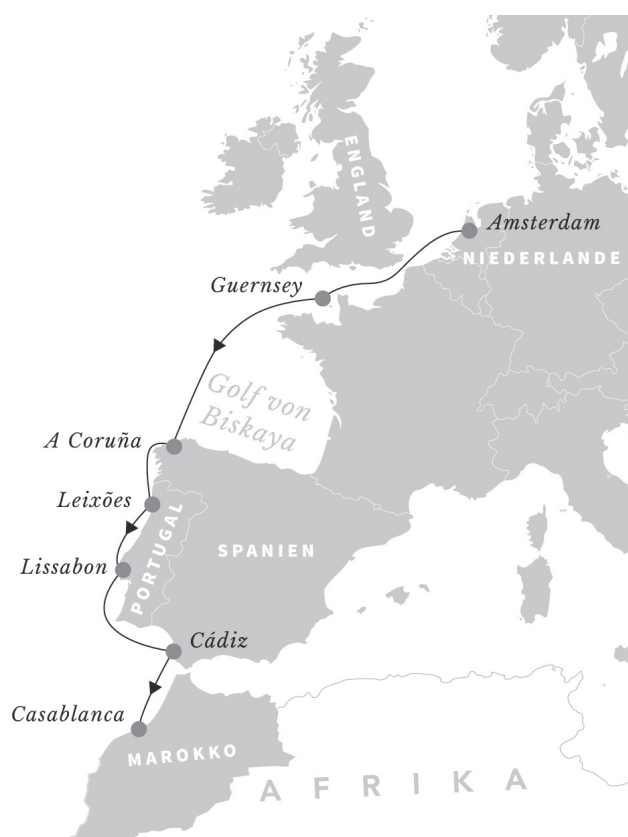 ENGLAND
Amsterdam
NIEDERLANDE
Guernsey
Golf von
Biskaya
A Coruña
Leixões
PORTUGAL
SPANIEN
Lissabon
Cádiz
Casablanca
MAROKKO
AFRIKA